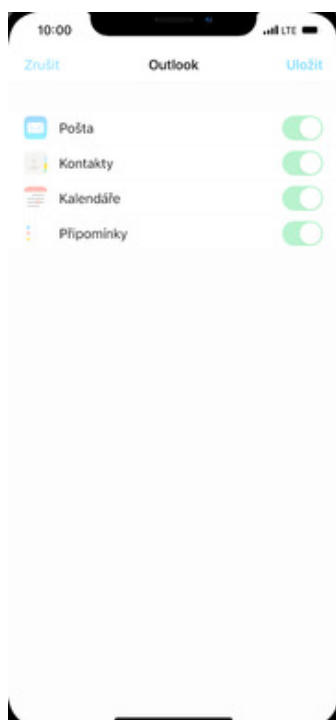 10:00 LTE
Zrušit Outlook Uložit
Pošta
Kontakty
Kalendáře
Připomínky